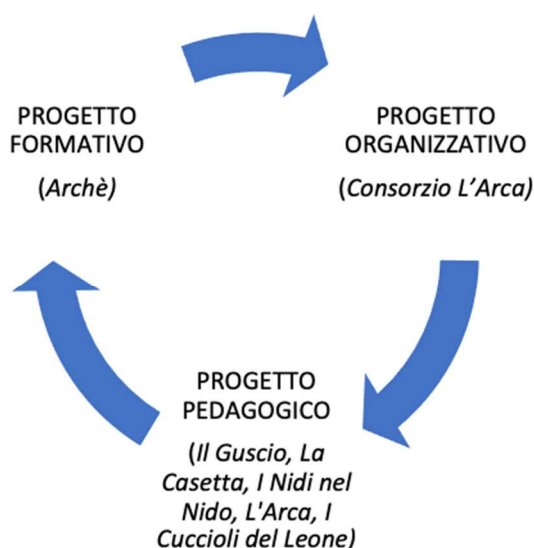 PROGETTO
FORMATIVO
(Archè)
PROGETTO
ORGANIZZATIVO
(Consorzio L’Arca)
PROGETTO
PEDAGOGICO
(Il Guscio, La
Casetta, I Nidi nel
Nido, L'Arca, I
Cuccioli del Leone)